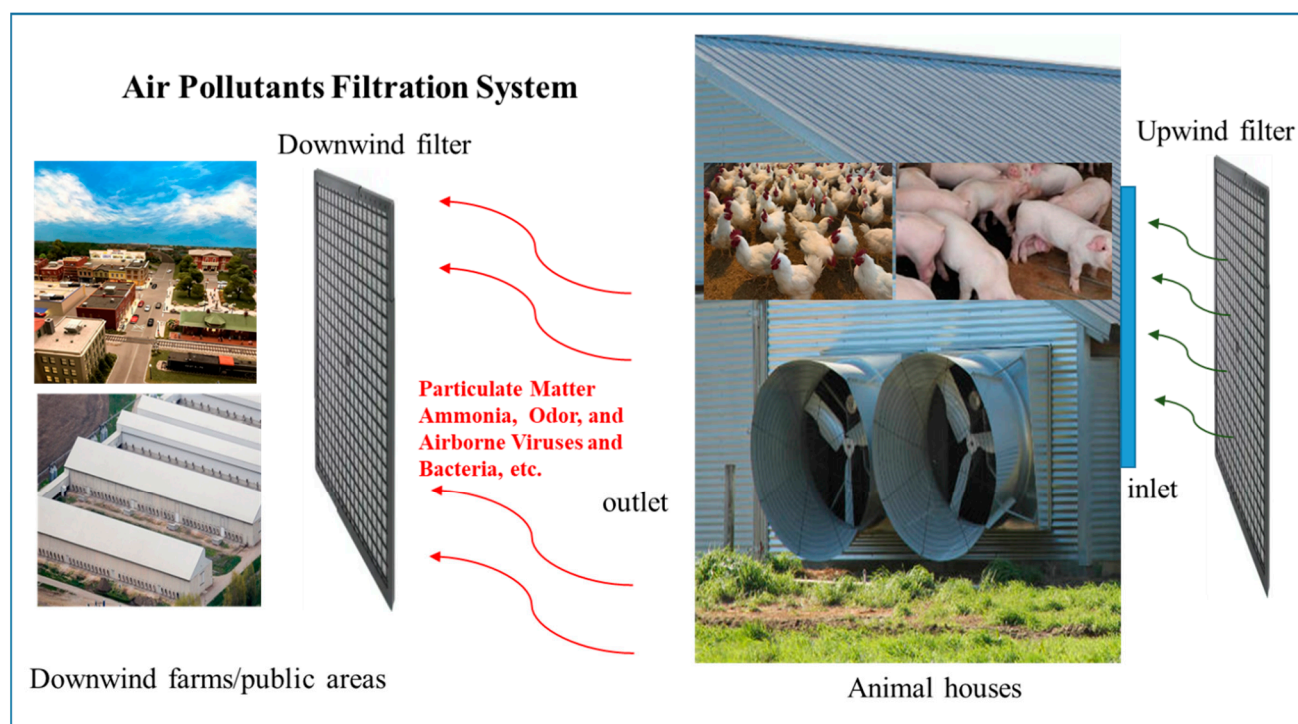 Air Pollutants Filtration System
Downwind filter
Upwind filter
Particulate Matter
Ammonia, Odor, and
Airborne Viruses and
Bacteria, etc.
outlet
inlet
Downwind farms/public areas
Animal houses